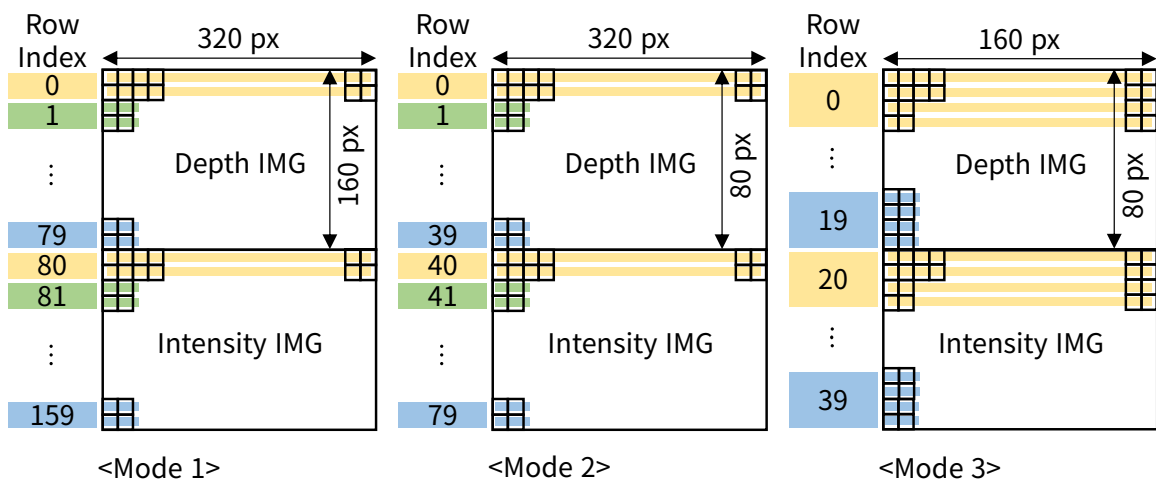 Row
Index
320 px
0
1
⋮
79
80
81
⋮
159
Depth IMG
160 px
Intensity IMG
<Mode 1>
Row
Index
320 px
0
1
⋮
39
40
41
⋮
79
Depth IMG
80 px
Intensity IMG
<Mode 2>
Row
Index
160 px
0
⋮
19
20
⋮
39
Depth IMG
80 px
Intensity IMG
<Mode 3>